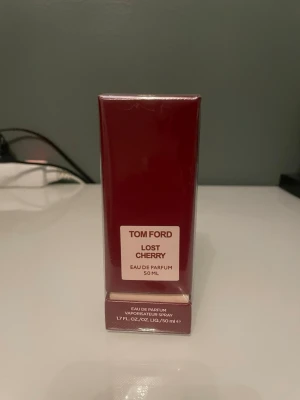 TOM FORD
LOST
CHERRY
EAU DE PARFUM
50 ML
EAU DE PARFUM
VAPORISATEUR SPRAY
1.7 FL. OZ./OZ. LIQ./50 ml ℮